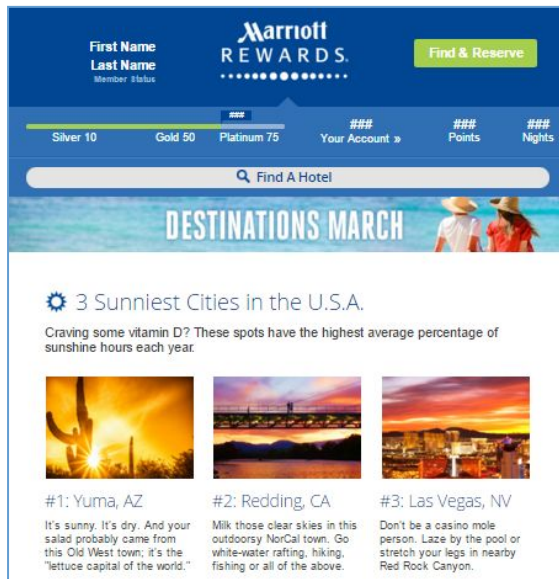 First Name
Last Name
Member Status
Marriott
REWARDS.
Find & Reserve
###
Silver 10
Gold 50
Platinum 75
###
Your Account »
###
Points
###
Nights
Find A Hotel
DESTINATIONS MARCH
3 Sunniest Cities in the U.S.A.
Craving some vitamin D? These spots have the highest average percentage of
sunshine hours each year.
#1: Yuma, AZ
It's sunny. It's dry. And your
salad probably came from
this Old West town; it's the
"lettuce capital of the world."
#2: Redding, CA
Milk those clear skies in this
outdoorsy NorCal town. Go
white-water rafting, hiking,
fishing or all of the above.
#3: Las Vegas, NV
Don't be a casino mole
person. Laze by the pool or
stretch your legs in nearby
Red Rock Canyon.